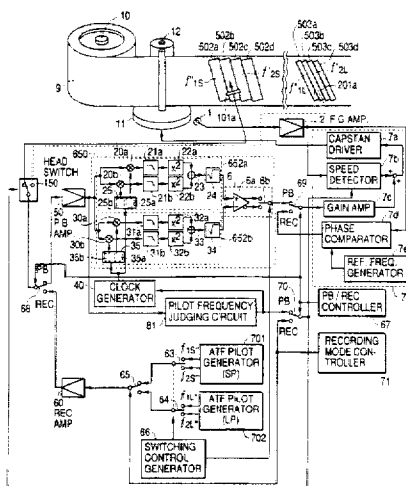 10
12
502b
502a
502c
502d
503a
503b
503c
503d
f"1S
f"2S
f"1L
f"2L
201a
9
11
1
101a
2 F G AMP.
7a
CAPSTAN DRIVER
7b
SPEED DETECTOR
HEAD SWITCH
150
650
20a
21a
22a
652a
20b
25
23
6
6a
6b
PB
69
REC
GAIN AMP
7c
7d
PHASE COMPARATOR
25b
25a
21b
22b
24
50
PB AMP
30a
31a
32a
30b
35b
35a
31b
32b
33
34
652b
7e
REF. FREQ. GENERATOR
7
CLOCK GENERATOR
40
PB
68
REC
PILOT FREQUENCY JUDGING CIRCUIT
81
70
PB
REC
PB / REC CONTROLLER
67
RECORDING MODE CONTROLLER
71
701
63
f1S
f2S
ATF PILOT GENERATOR (SP)
65
64
f1L"
f2L"
ATF PILOT GENERATOR (LP)
702
60 REC AMP
66
SWITCHING CONTROL GENERATOR